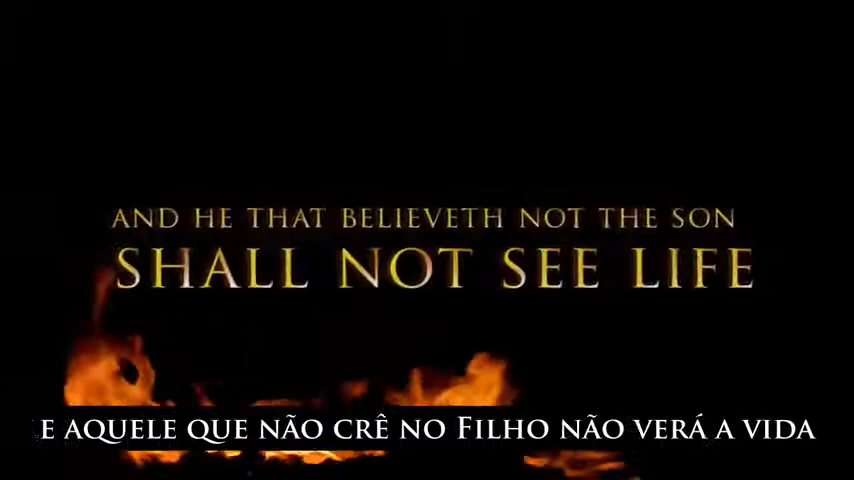 AND HE THAT BELIEVETH NOT THE SON
SHALL NOT SEE LIFE
E AQUELE QUE NÃO CRÊ NO FILHO NÃO VERÁ A VIDA